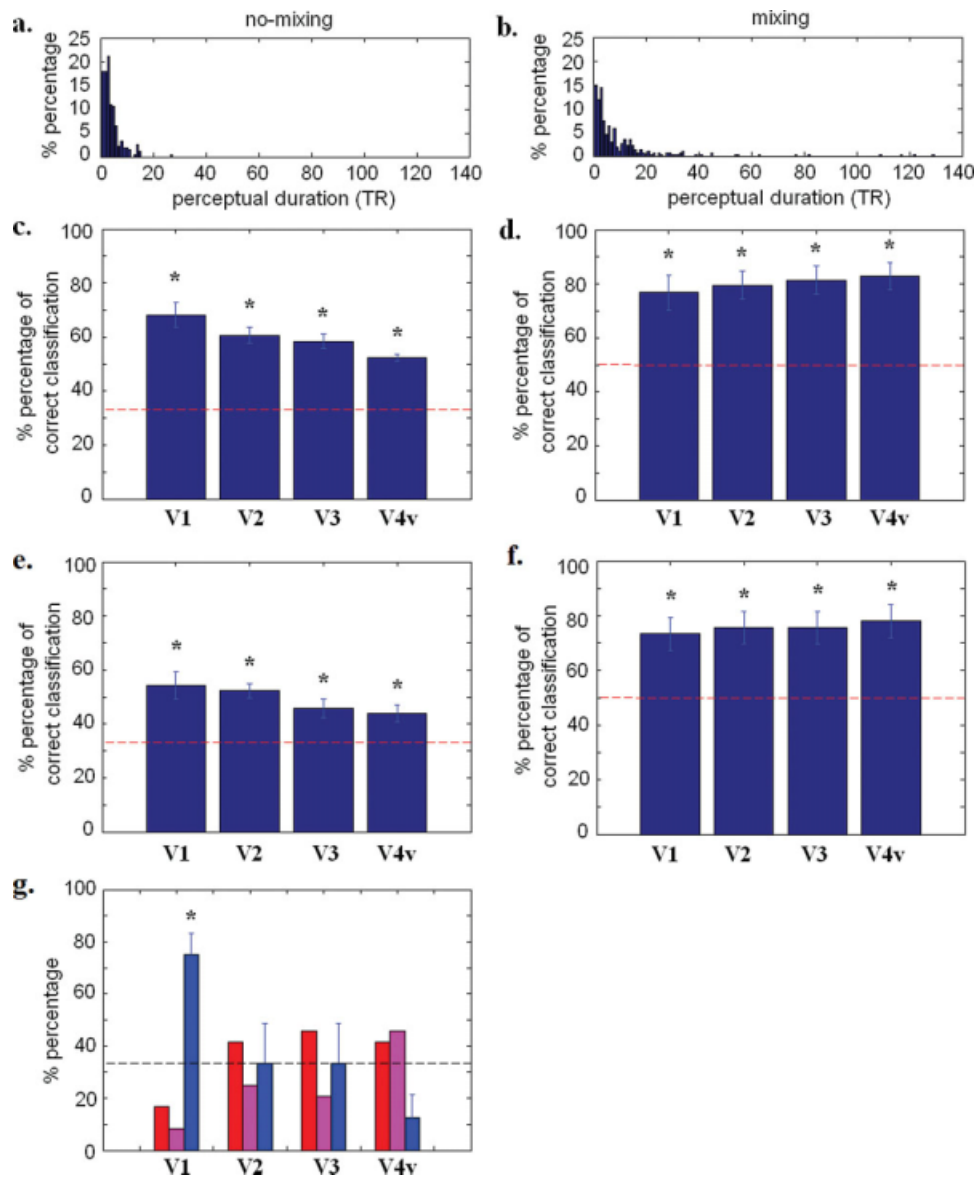 a.
no-mixing
% percentage
25
20
15
10
5
0
0 20 40 60 80 100 120 140
perceptual duration (TR)
b.
mixing
% percentage
25
20
15
10
5
0
0 20 40 60 80 100 120 140
perceptual duration (TR)
c.
% percentage of
correct classification
100
80
60
40
20
0
* * * *
V1 V2 V3 V4v
d.
% percentage of
correct classification
100
80
60
40
20
0
* * * *
V1 V2 V3 V4v
e.
% percentage of
correct classification
100
80
60
40
20
0
* * * *
V1 V2 V3 V4v
f.
% percentage of
correct classification
100
80
60
40
20
0
* * * *
V1 V2 V3 V4v
g.
% percentage
100
80
60
40
20
0
*
V1 V2 V3 V4v